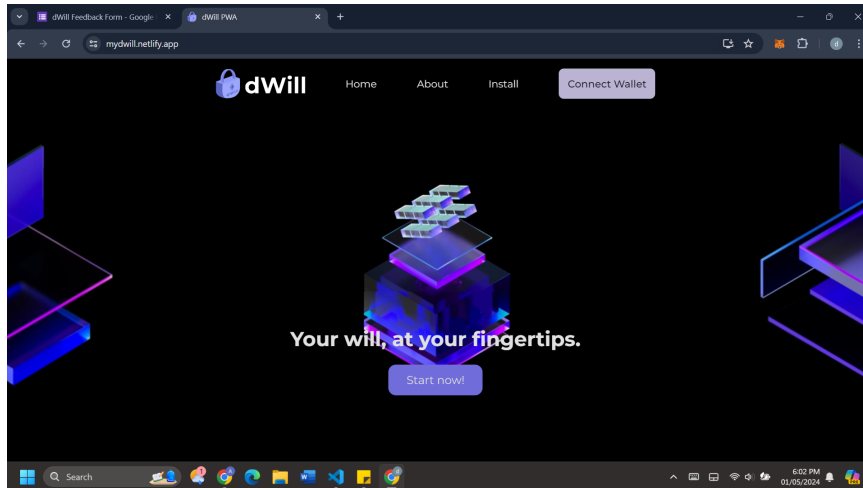 dWill Feedback Form - Google
dWill PWA
mydwill.netlify.app
d
dWill
Home
About
Install
Connect Wallet
Your will, at your fingertips.
Start now!
Search
6:02 PM
01/05/2024